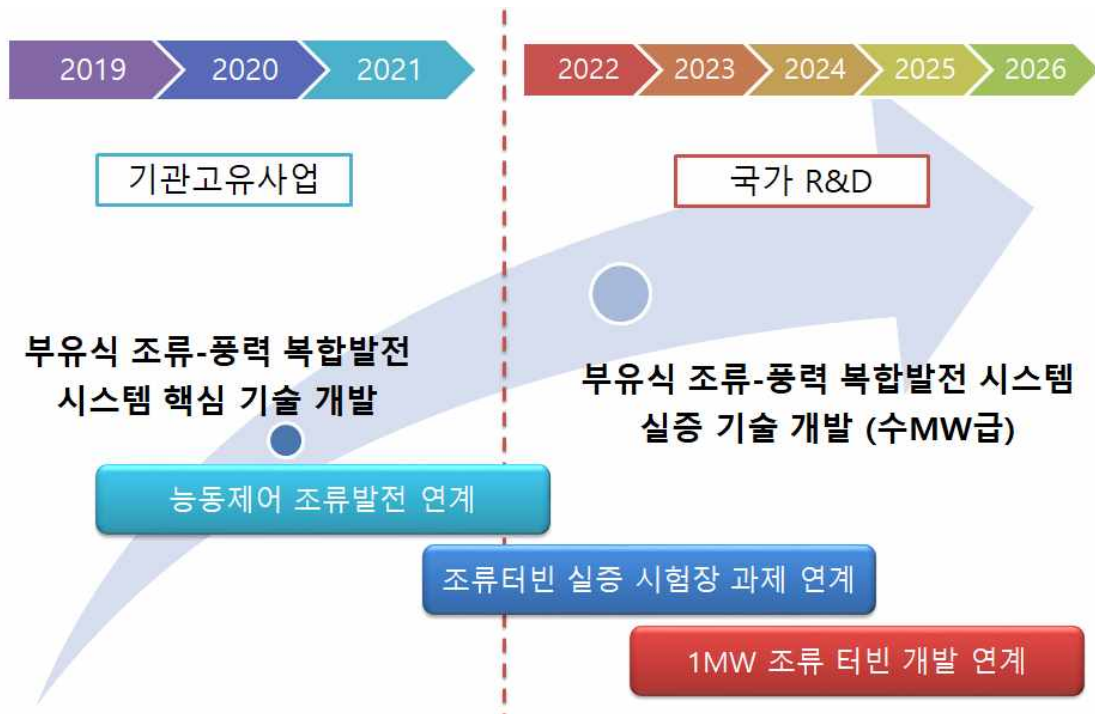 2019
2020
2021
2022
2023
2024
2025
2026
기관고유사업
국가 R&D
부유식 조류-풍력 복합발전
시스템 핵심 기술 개발
부유식 조류-풍력 복합발전 시스템
실증 기술 개발 (수MW급)
능동제어 조류발전 연계
조류터빈 실증 시험장 과제 연계
1MW 조류 터빈 개발 연계